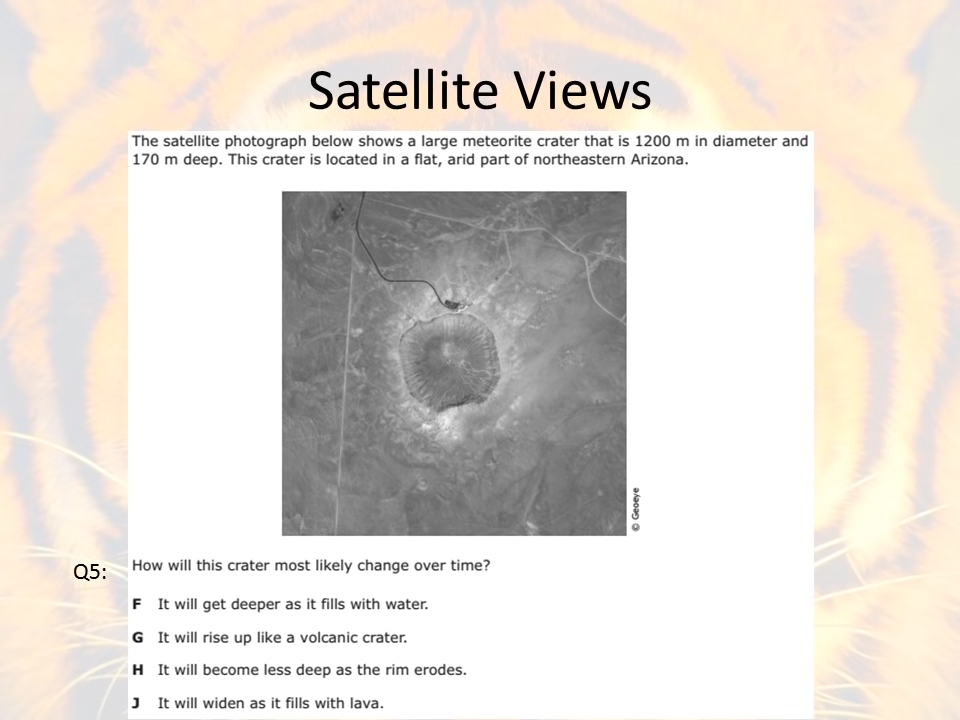 Satellite Views
The satellite photograph below shows a large meteorite crater that is 1200 m in diameter and
170 m deep. This crater is located in a flat, arid part of northeastern Arizona.
© Geoeye
Q5:
How will this crater most likely change over time?
F It will get deeper as it fills with water.
G It will rise up like a volcanic crater.
H It will become less deep as the rim erodes.
J It will widen as it fills with lava.